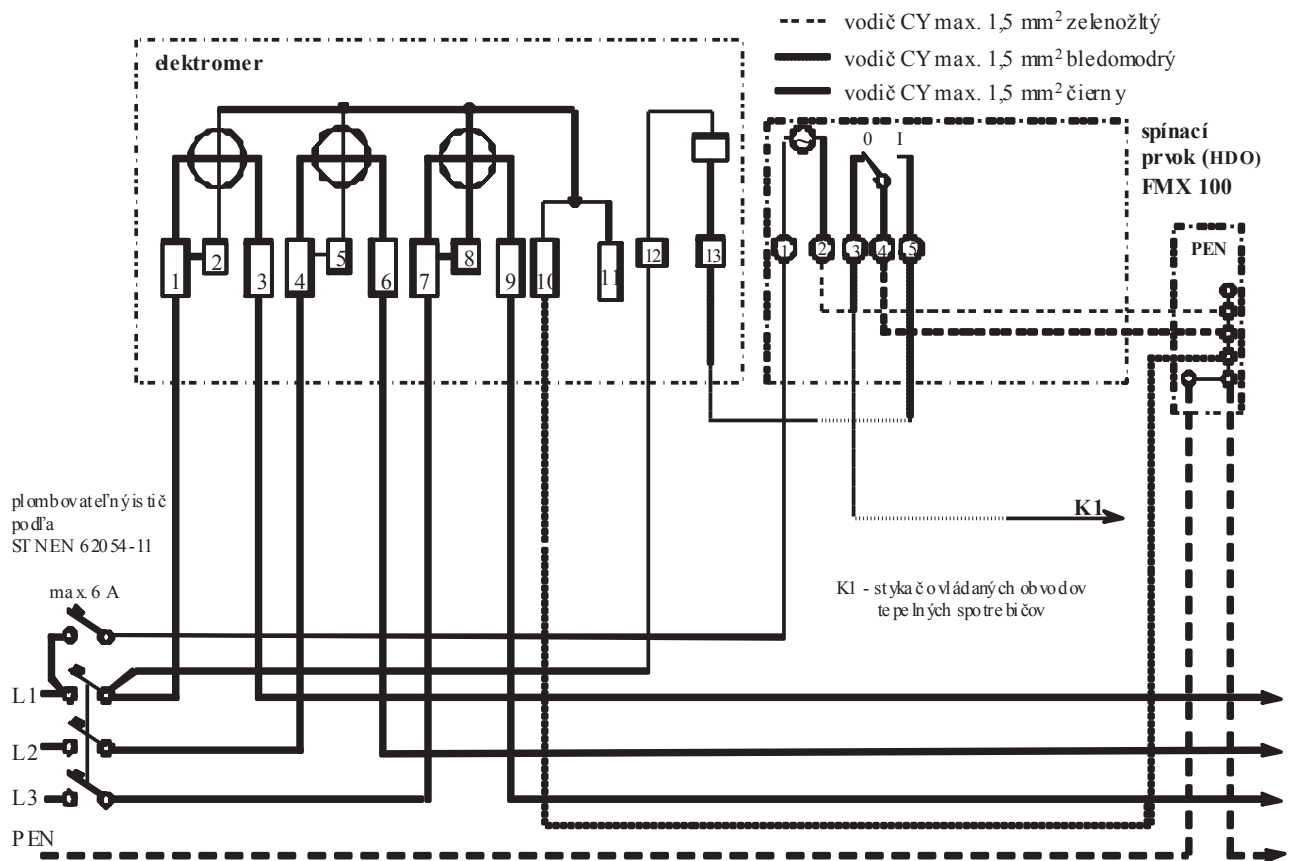 vodič CY max. 1,5 mm² zelenožltý
vodič CY max. 1,5 mm² bledomodrý
vodič CY max. 1,5 mm² čierny
elektromer
spínací
prvok (HDO)
FMX 100
0 I
PEN
1 2 3 4 5 6 7 8 9 10 11 12 13
1 2 3 4 5
K1
plombovateľný istič
podľa
STN EN 62054-11
max. 6 A
K1 - stykač ovládaných obvodov
tepelných spotrebičov
L1
L2
L3
PEN